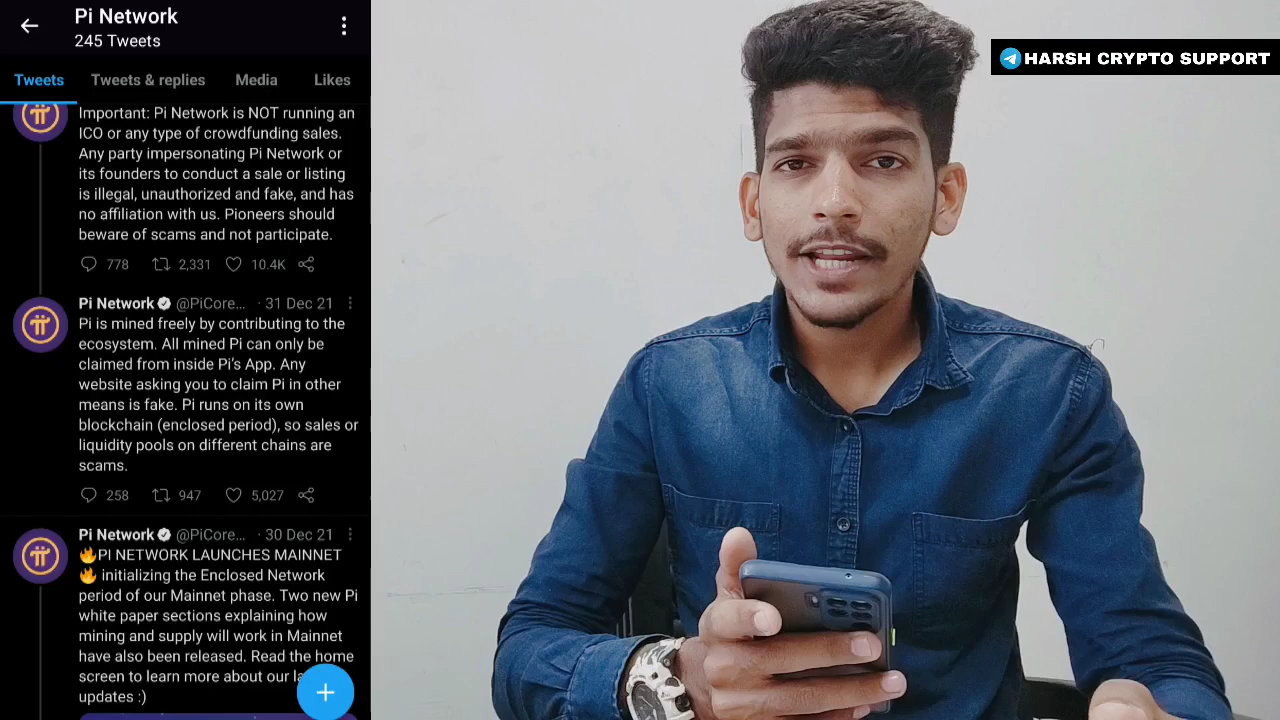 Pi Network
245 Tweets
Tweets Tweets & replies Media Likes
Important: Pi Network is NOT running an
ICO or any type of crowdfunding sales.
Any party impersonating Pi Network or
its founders to conduct a sale or listing
is illegal, unauthorized and fake, and has
no affiliation with us. Pioneers should
beware of scams and not participate.
778 2,331 10.4K
Pi Network @PiCore... · 31 Dec 21
Pi is mined freely by contributing to the
ecosystem. All mined Pi can only be
claimed from inside Pi's App. Any
website asking you to claim Pi in other
means is fake. Pi runs on its own
blockchain (enclosed period), so sales or
liquidity pools on different chains are
scams.
258 947 5,027
Pi Network @PiCore... · 30 Dec 21
🔥PI NETWORK LAUNCHES MAINNET
🔥 initializing the Enclosed Network
period of our Mainnet phase. Two new Pi
white paper sections explaining how
mining and supply will work in Mainnet
have also been released. Read the home
screen to learn more about our
updates :)
HARSH CRYPTO SUPPORT